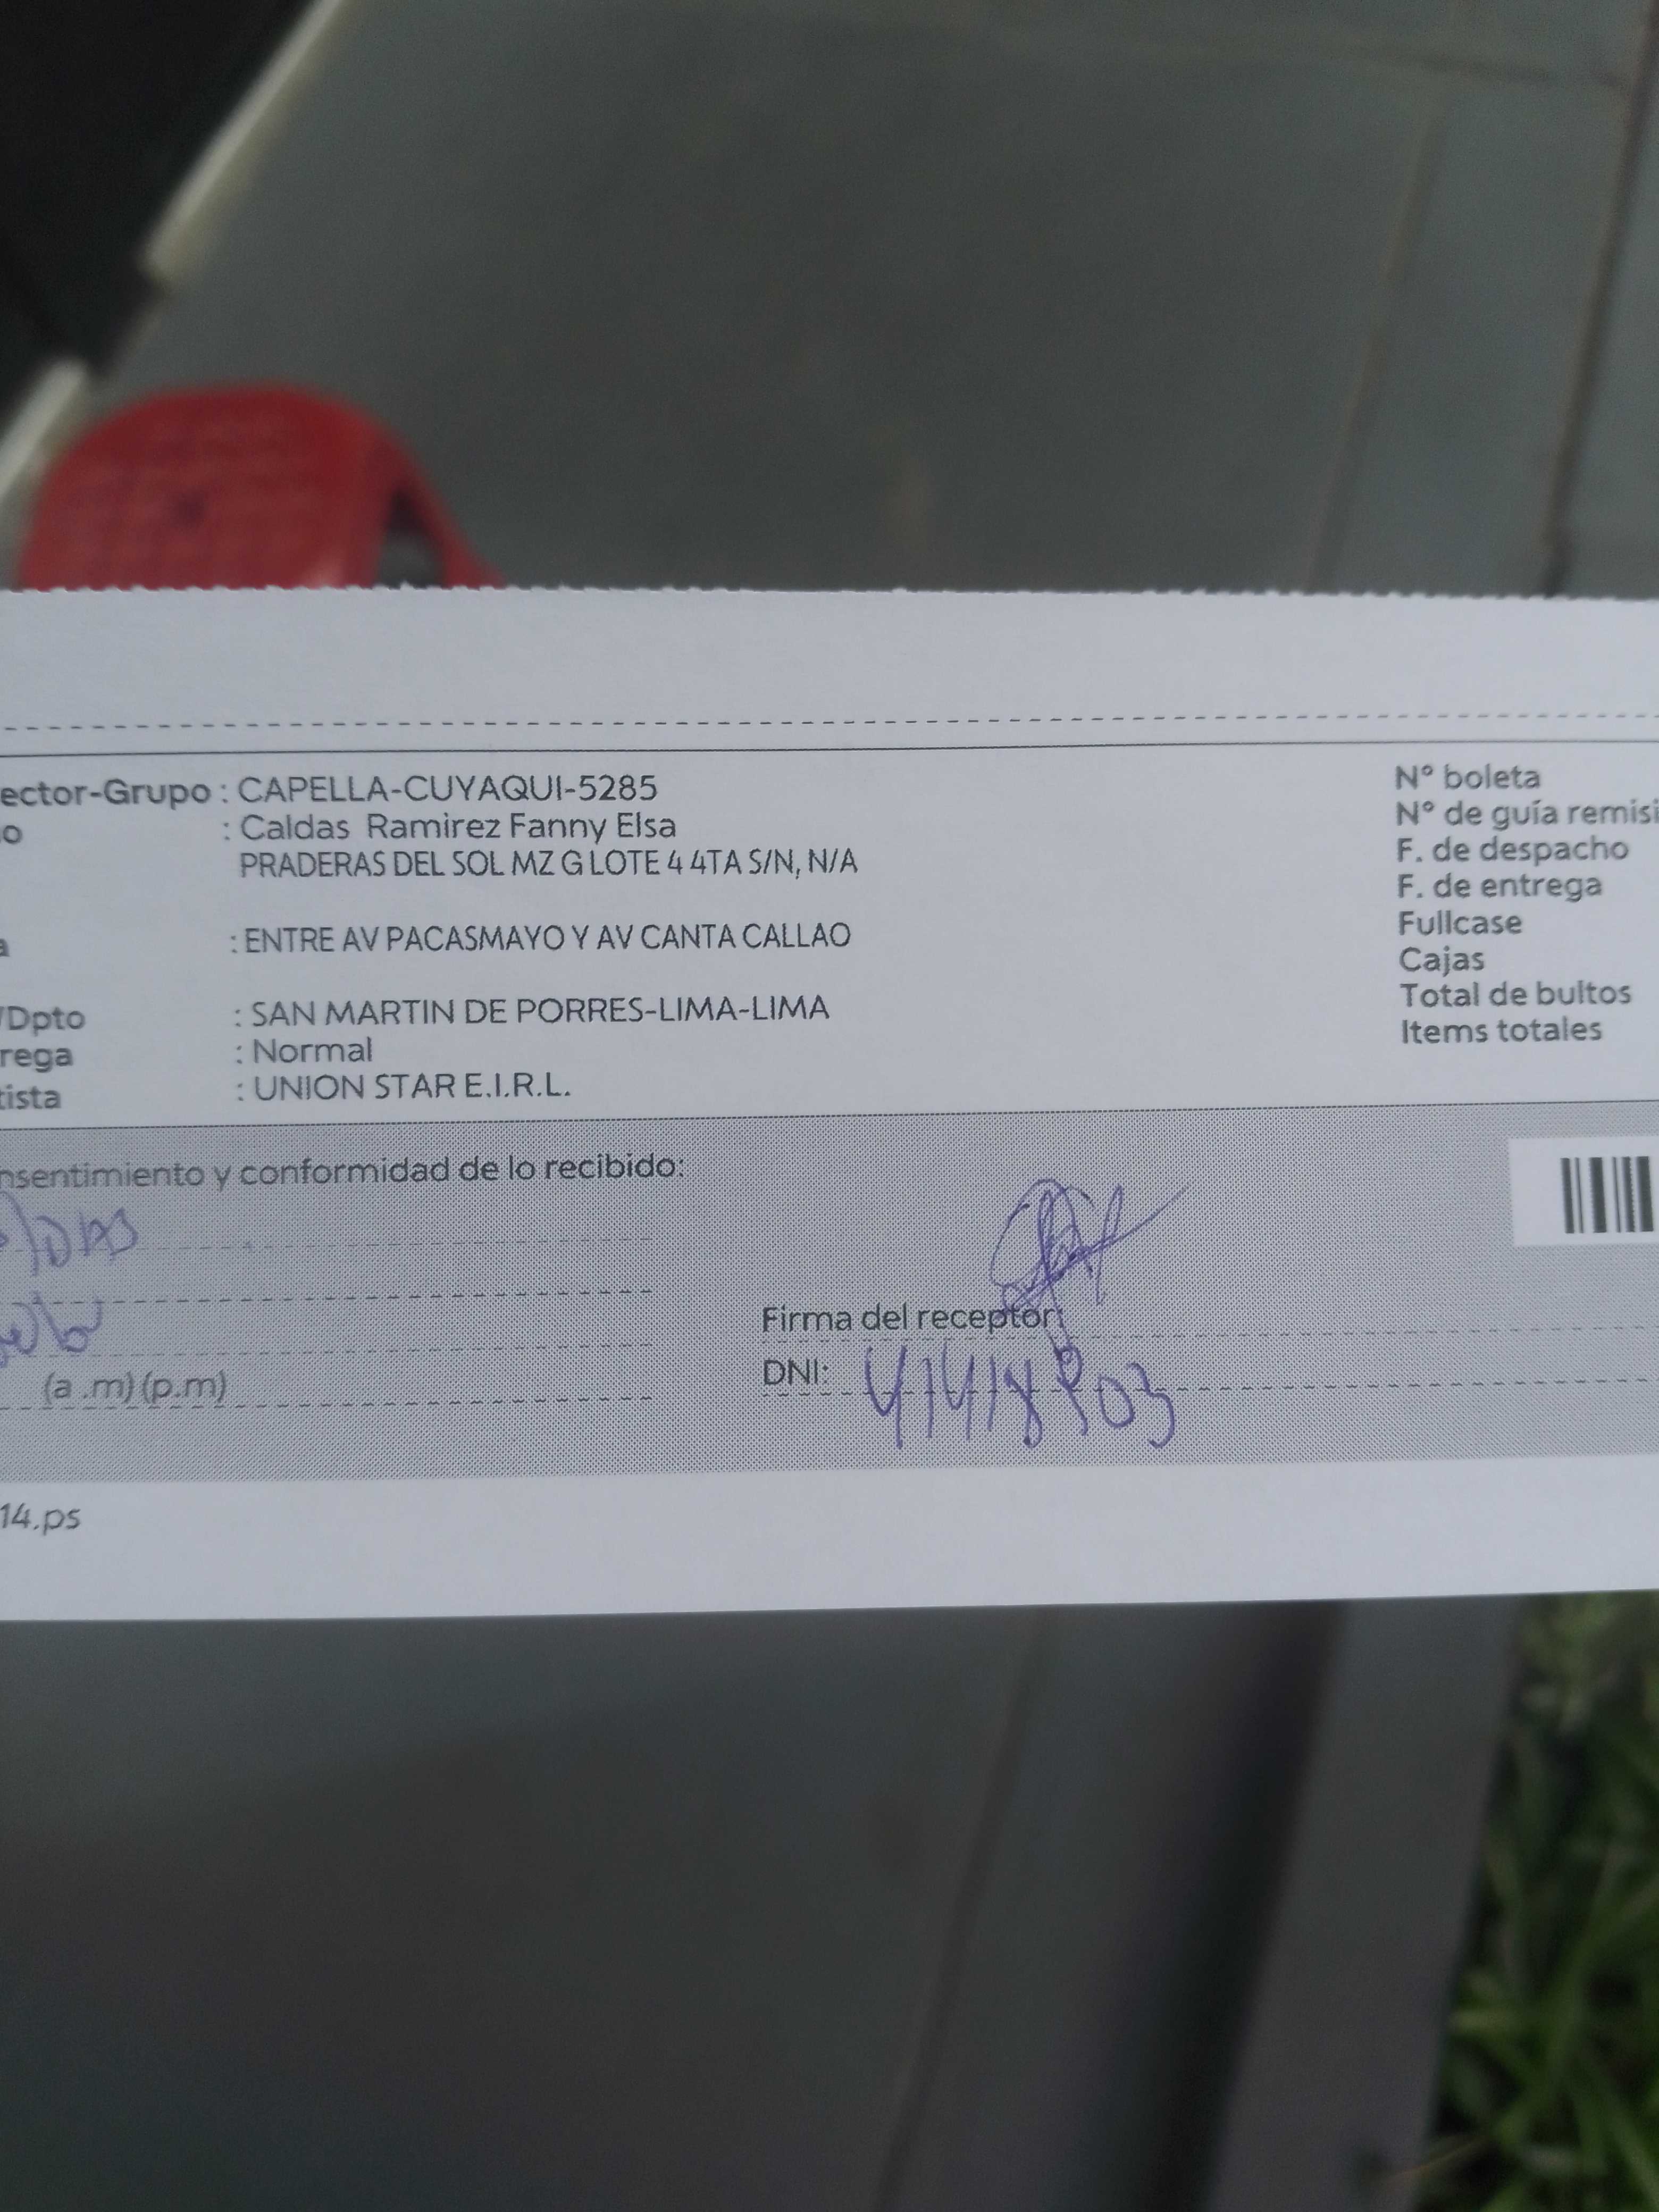 ector-Grupo : CAPELLA-CUYAQUI-5285
o : Caldas Ramirez Fanny Elsa
PRADERAS DEL SOL MZ G LOTE 4 4TA S/N, N/A
a : ENTRE AV PACASMAYO Y AV CANTA CALLAO
/Dpto : SAN MARTIN DE PORRES-LIMA-LIMA
rega : Normal
tista : UNION STAR E.I.R.L.
N° boleta
N° de guía remisi
F. de despacho
F. de entrega
Fullcase
Cajas
Total de bultos
Items totales
nsentimiento y conformidad de lo recibido:
(a .m) (p.m)
Firma del receptor:
DNI:
14.ps